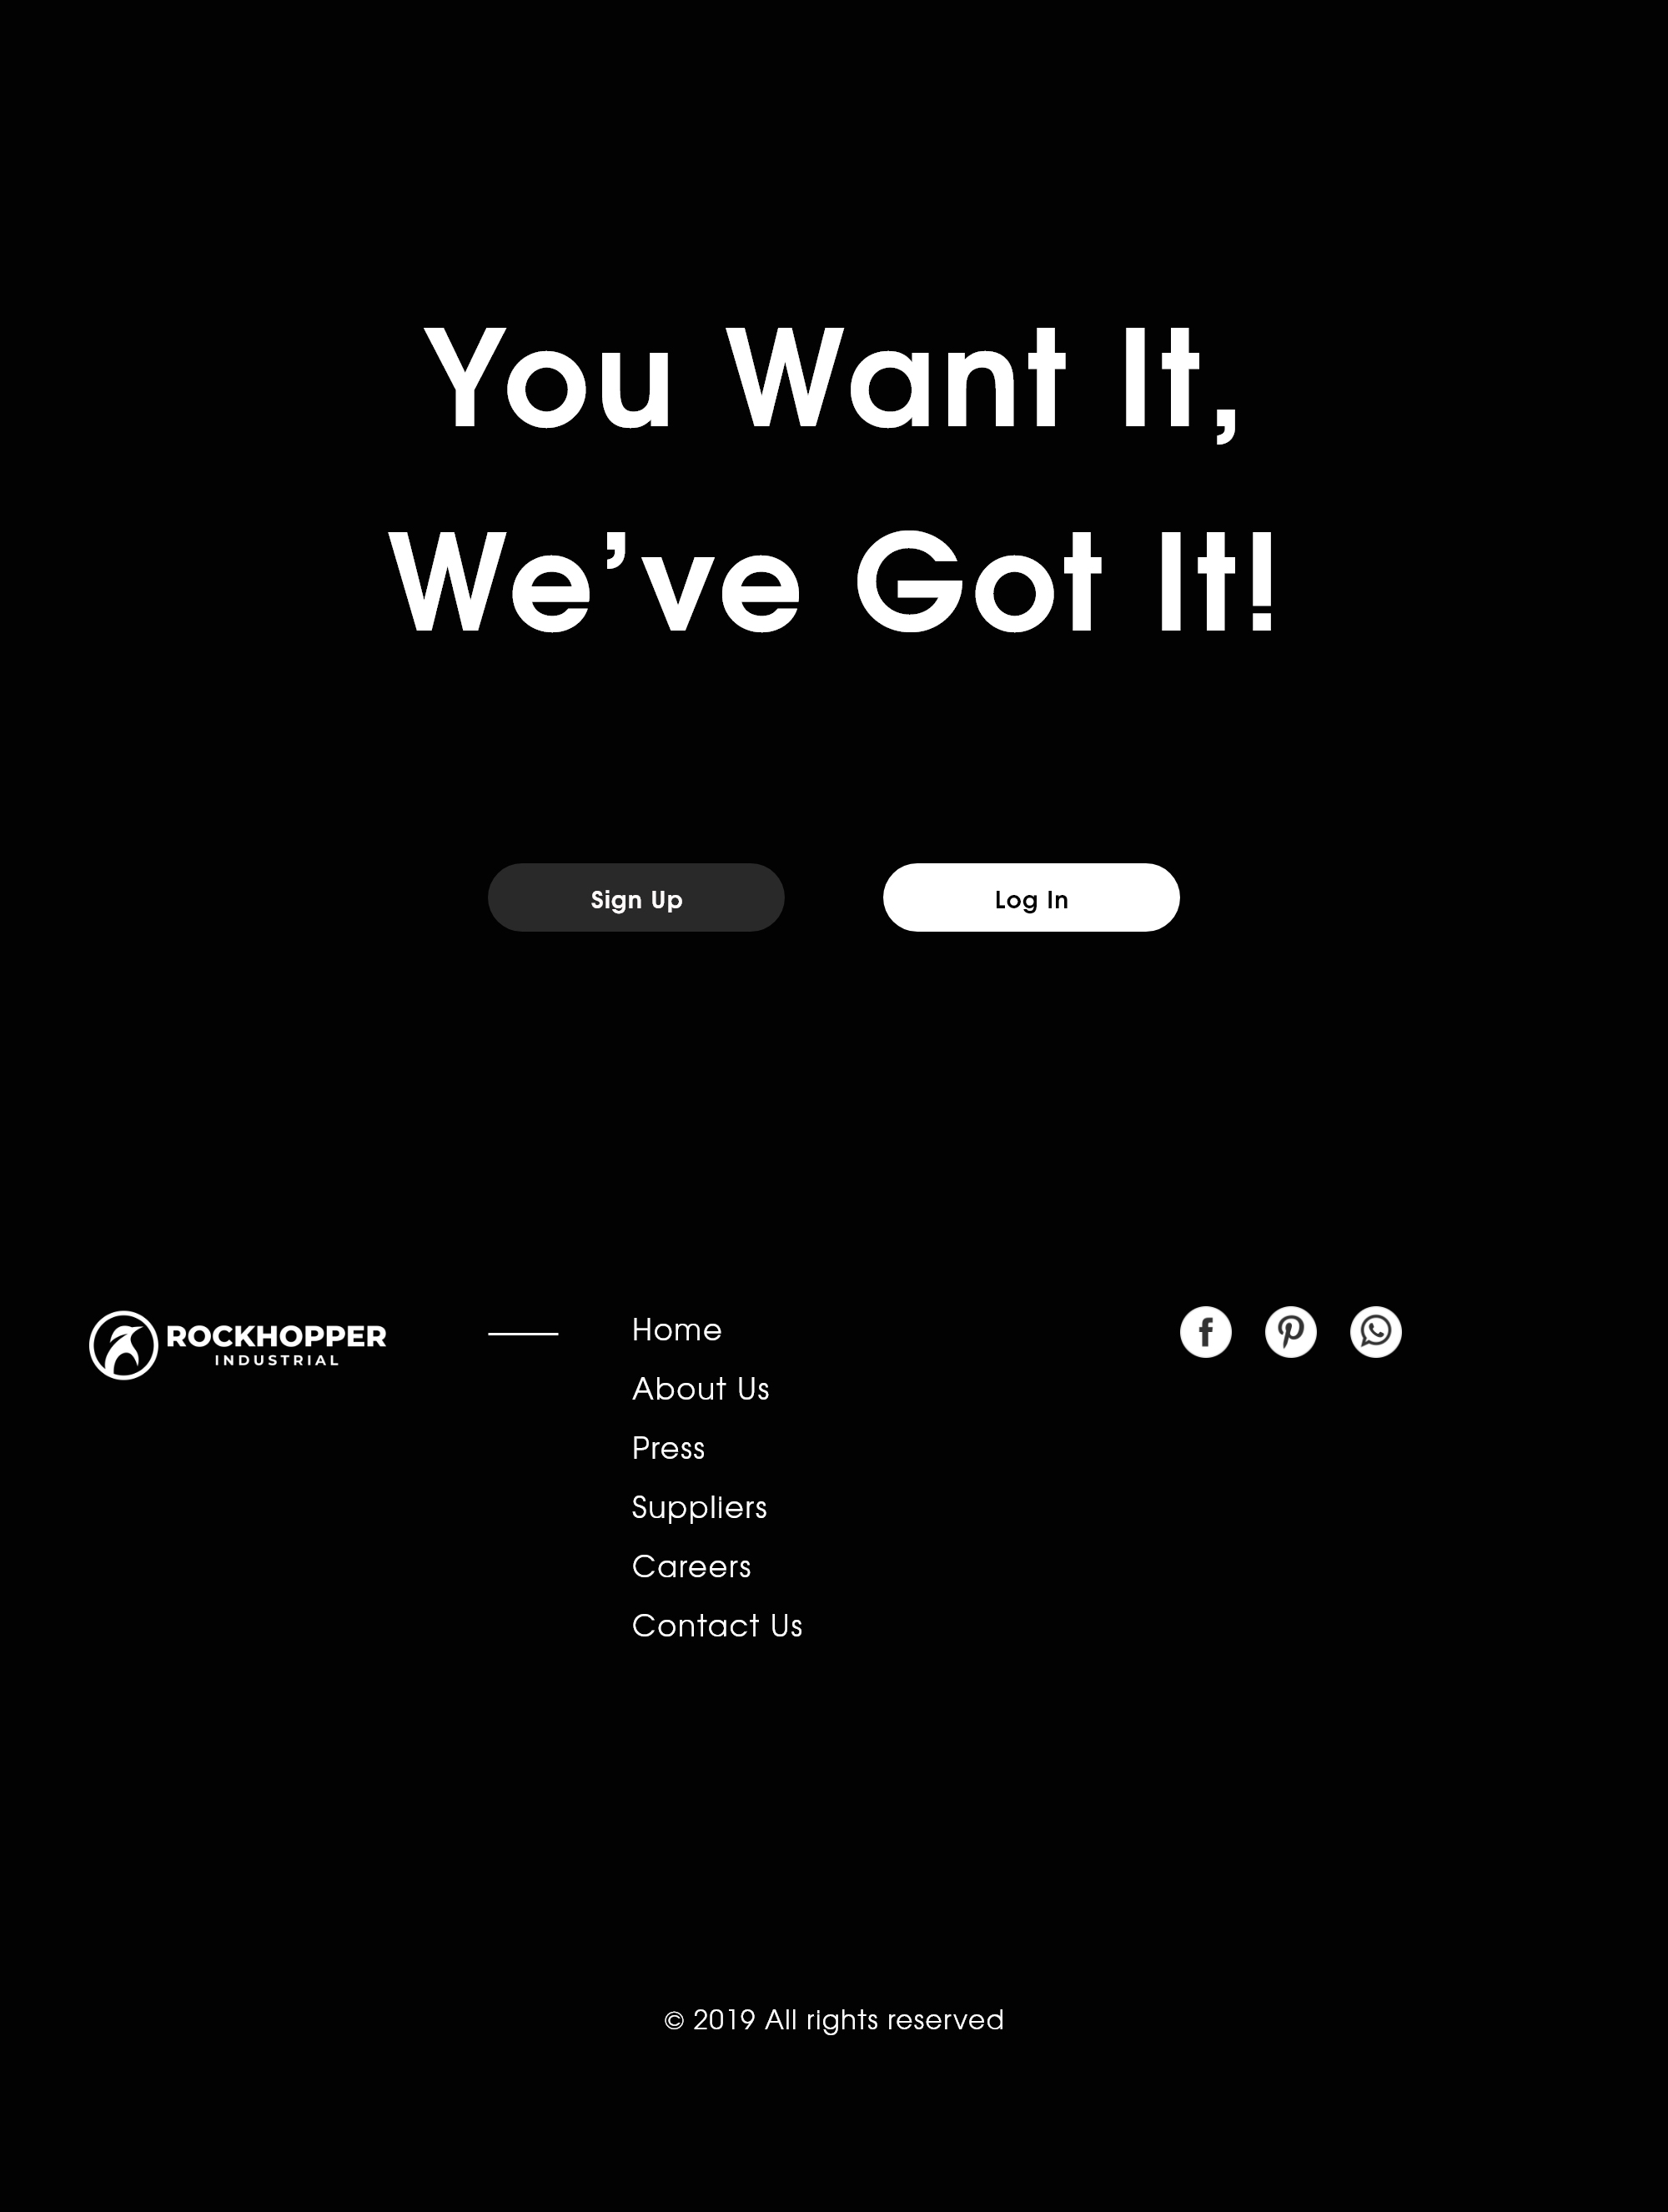 You Want It,
We’ve Got It!
Sign Up
Log In
ROCKHOPPER
INDUSTRIAL
Home
About Us
Press
Suppliers
Careers
Contact Us
© 2019 All rights reserved